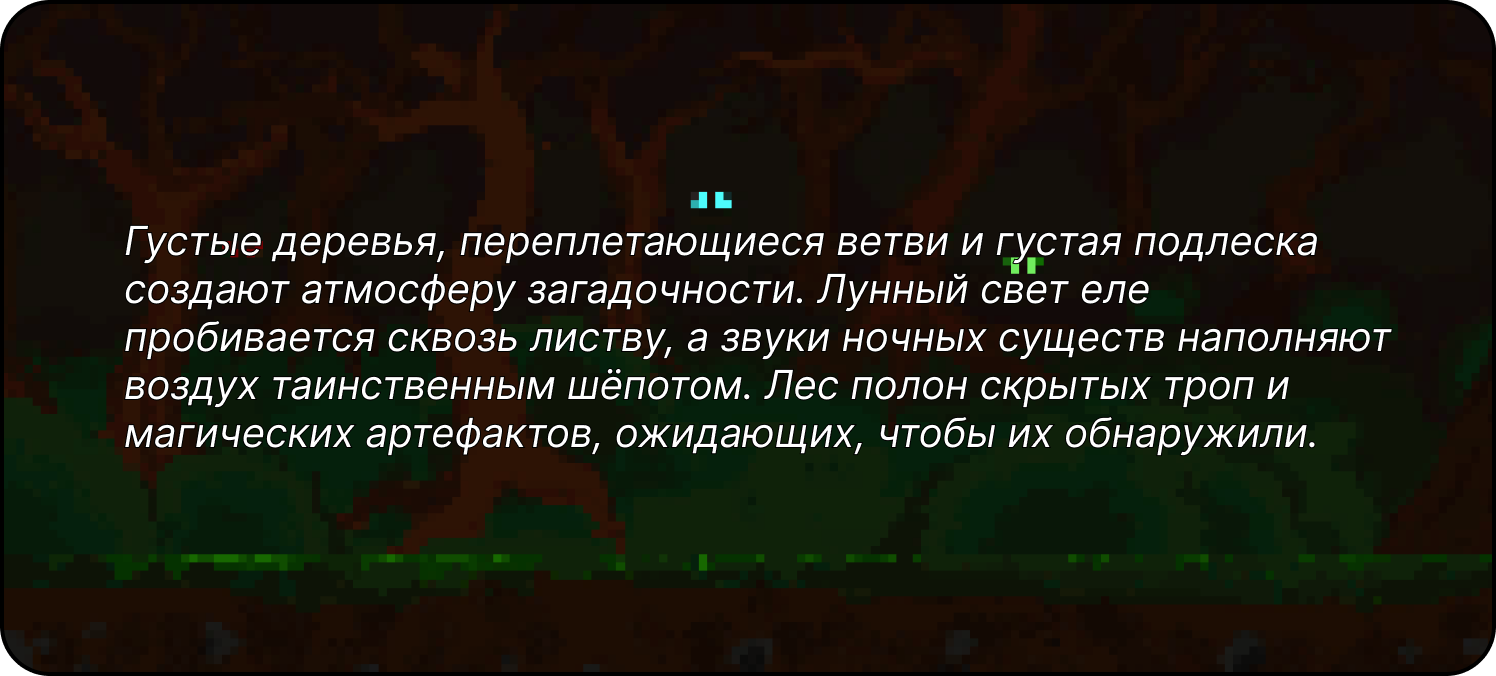 Густые деревья, переплетающиеся ветви и густая подлеска
создают атмосферу загадочности. Лунный свет еле
пробивается сквозь листву, а звуки ночных существ наполняют
воздух таинственным шёпотом. Лес полон скрытых троп и
магических артефактов, ожидающих, чтобы их обнаружили.